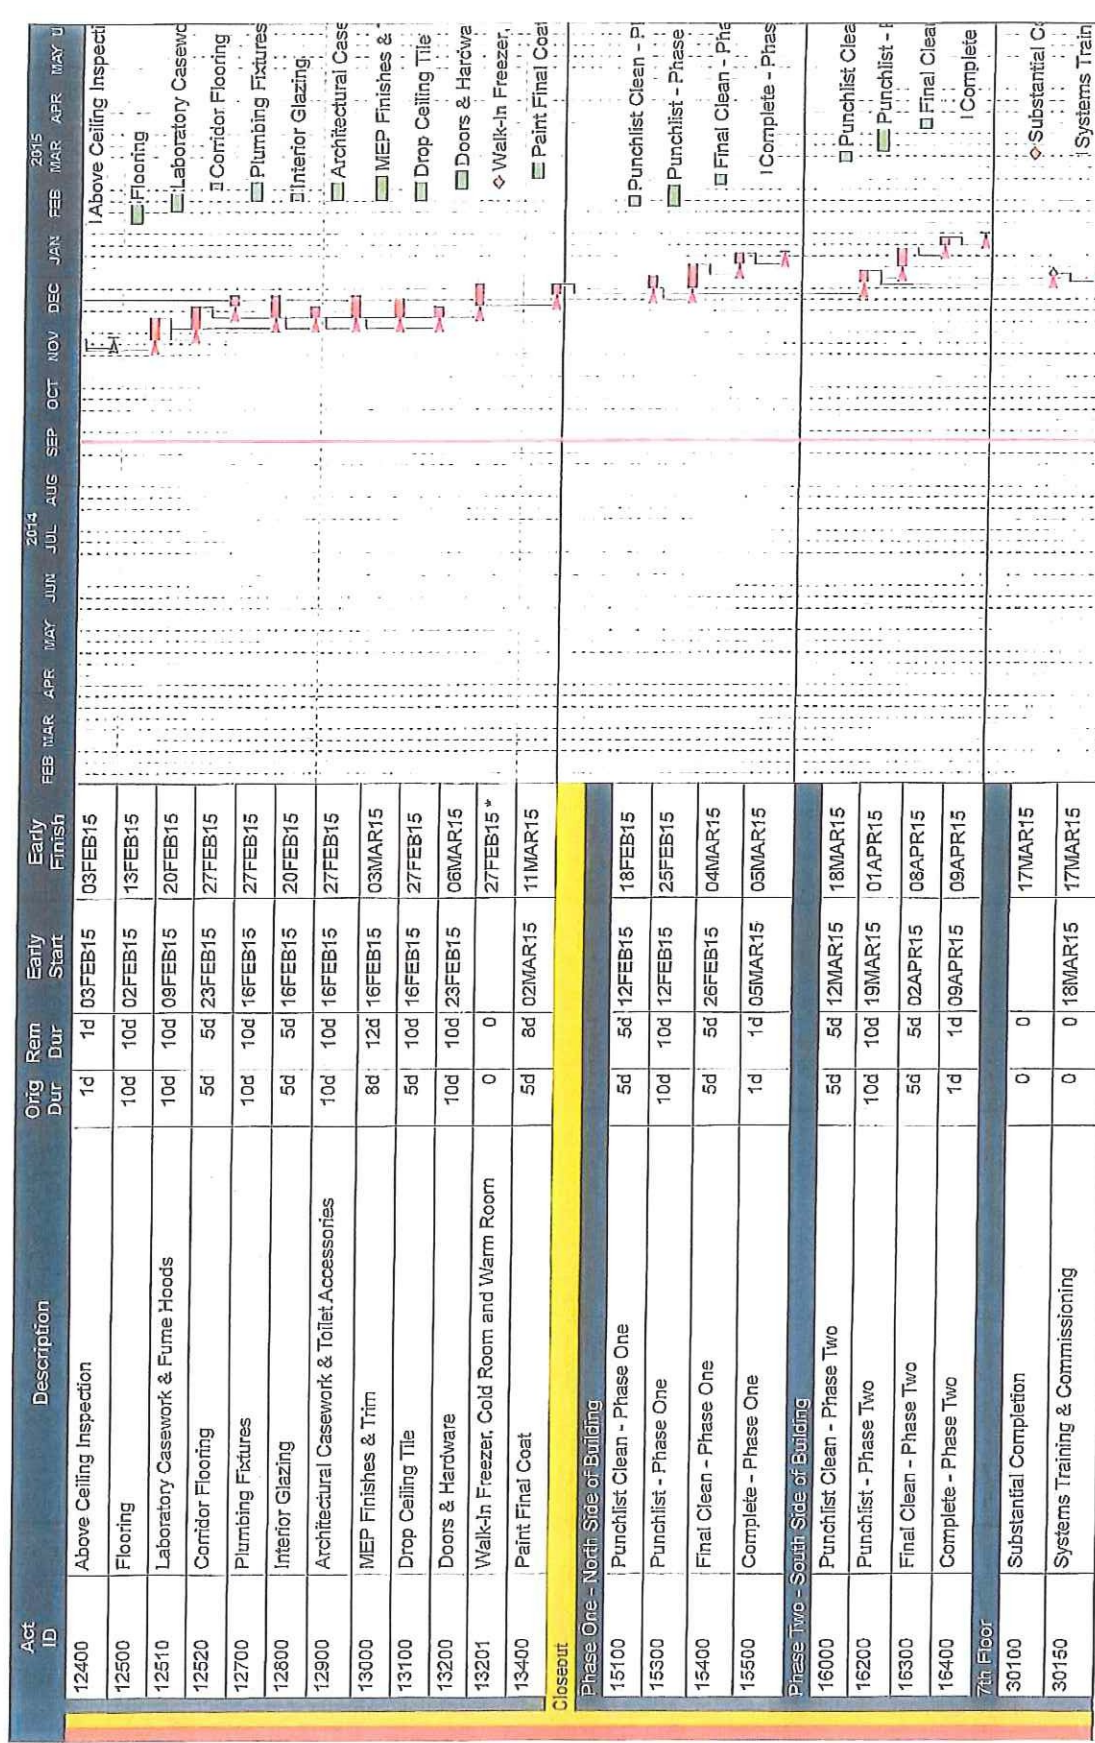 Act ID Description Orig Dur Rem Dur Early Start Early Finish
2014 2015
FEB MAR APR MAY JUN JUL AUG SEP OCT NOV DEC JAN FEB MAR APR MAY
12400 Above Ceiling Inspection 1d 1d 03FEB15 03FEB15 Above Ceiling Inspecti
12500 Flooring 10d 10d 02FEB15 13FEB15 Flooring
12510 Laboratory Casework & Fume Hoods 10d 10d 09FEB15 20FEB15 Laboratory Casewo
12520 Corridor Flooring 5d 5d 23FEB15 27FEB15 Corridor Flooring
12700 Plumbing Fixtures 10d 10d 16FEB15 27FEB15 Plumbing Fixtures
12800 Interior Glazing 5d 5d 16FEB15 20FEB15 Interior Glazing
12900 Architectural Casework & Toilet Accessories 10d 10d 16FEB15 27FEB15 Architectural Case
13000 MEP Finishes & Trim 8d 12d 16FEB15 03MAR15 MEP Finishes &
13100 Drop Ceiling Tile 5d 10d 16FEB15 27FEB15 Drop Ceiling Tile
13200 Doors & Hardware 10d 10d 23FEB15 06MAR15 Doors & Hardwa
13201 Walk-In Freezer, Cold Room and Warm Room 0 0 27FEB15 * Walk-In Freezer,
13400 Paint Final Coat 5d 8d 02MAR15 11MAR15 Paint Final Coat
Closeout
Phase One - North Side of Building
15100 Punchlist Clean - Phase One 5d 5d 12FEB15 18FEB15 Punchlist Clean - P
15300 Punchlist - Phase One 10d 10d 12FEB15 25FEB15 Punchlist - Phase
15400 Final Clean - Phase One 5d 5d 26FEB15 04MAR15 Final Clean - Pha
15500 Complete - Phase One 1d 1d 05MAR15 05MAR15 Complete - Phas
Phase Two - South Side of Building
16000 Punchlist Clean - Phase Two 5d 5d 12MAR15 18MAR15 Punchlist Clea
16200 Punchlist - Phase Two 10d 10d 19MAR15 01APR15 Punchlist -
16300 Final Clean - Phase Two 5d 5d 02APR15 08APR15 Final Clea
16400 Complete - Phase Two 1d 1d 09APR15 09APR15 Complete
7th Floor
30100 Substantial Completion 0 0 17MAR15 Substantial C
30150 Systems Training & Commissioning 0 0 18MAR15 17MAR15 Systems Train